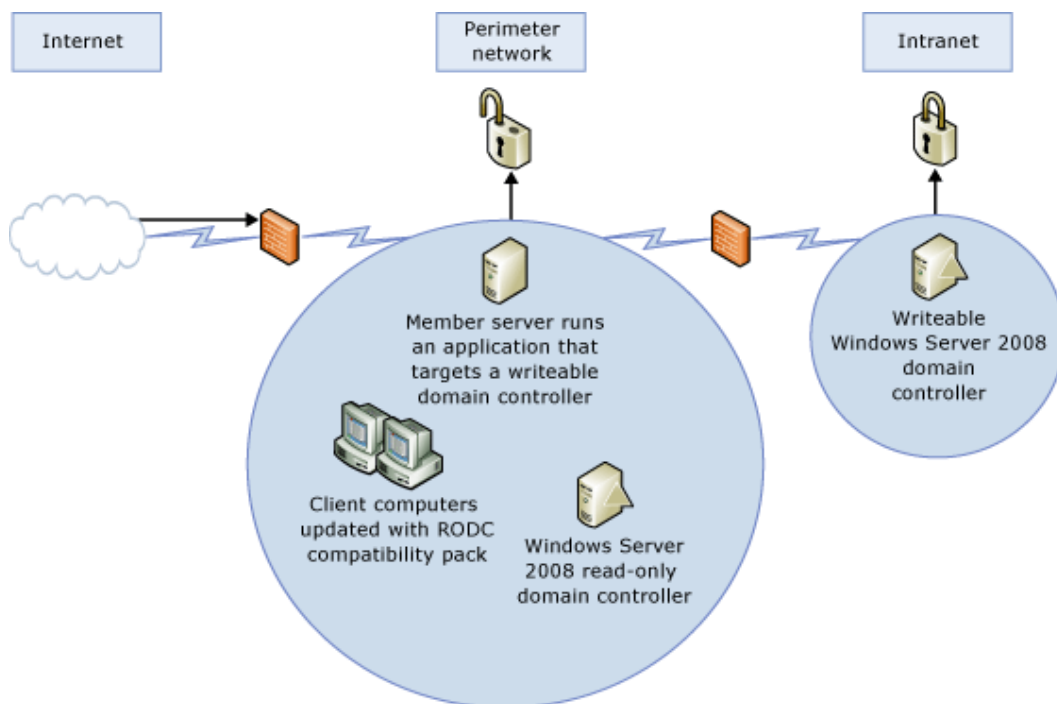 Internet
Perimeter
network
Intranet
Member server runs
an application that
targets a writeable
domain controller
Writeable
Windows Server 2008
domain
controller
Client computers
updated with RODC
compatibility pack
Windows Server
2008 read-only
domain controller